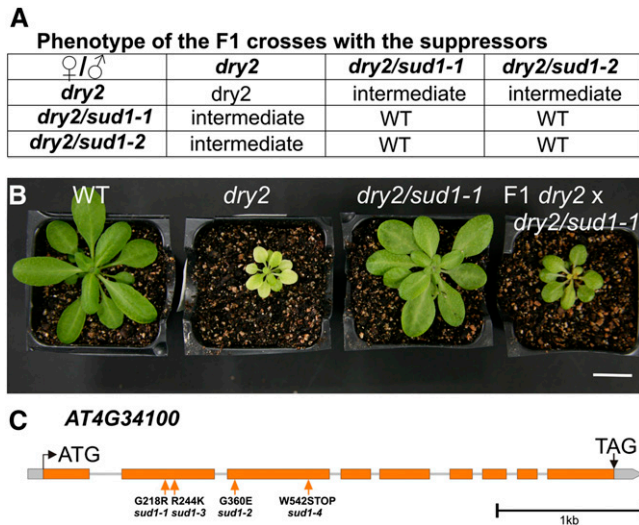 A
Phenotype of the F1 crosses with the suppressors
♀/♂ dry2 dry2/sud1-1 dry2/sud1-2
dry2 dry2 intermediate intermediate
dry2/sud1-1 intermediate WT WT
dry2/sud1-2 intermediate WT WT
B WT dry2 dry2/sud1-1 F1 dry2 x
dry2/sud1-1
C AT4G34100
ATG TAG
G218R R244K G360E W542STOP
sud1-1 sud1-3 sud1-2 sud1-4
1kb